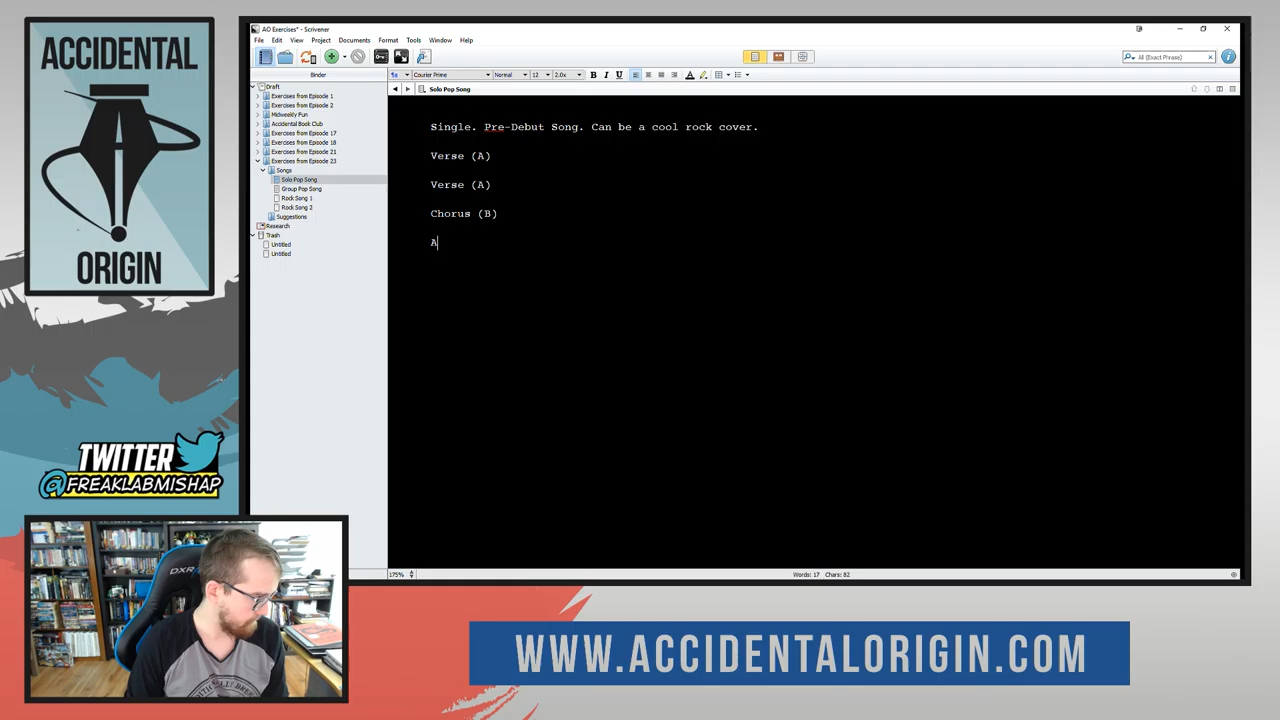 ACCIDENTAL
ORIGIN
TWITTER
@FREAKLABMISHAP
AO Exercises* - Scrivener
File Edit View Project Documents Format Tools Window Help
All (Exact Phrase)
Binder
Courier Prime Normal 12 2.0x B I U A
Solo Pop Song
Draft
Exercises from Episode 1
Exercises from Episode 2
Midweekly Fun
Accidental Book Club
Exercises from Episode 17
Exercises from Episode 18
Exercises from Episode 21
Exercises from Episode 23
Songs
Solo Pop Song
Group Pop Song
Rock Song 1
Rock Song 2
Suggestions
Research
Trash
Untitled
Untitled
Single. Pre-Debut Song. Can be a cool rock cover.
Verse (A)
Verse (A)
Chorus (B)
A
175%
Words: 17 Chars: 82
WWW.ACCIDENTALORIGIN.COM